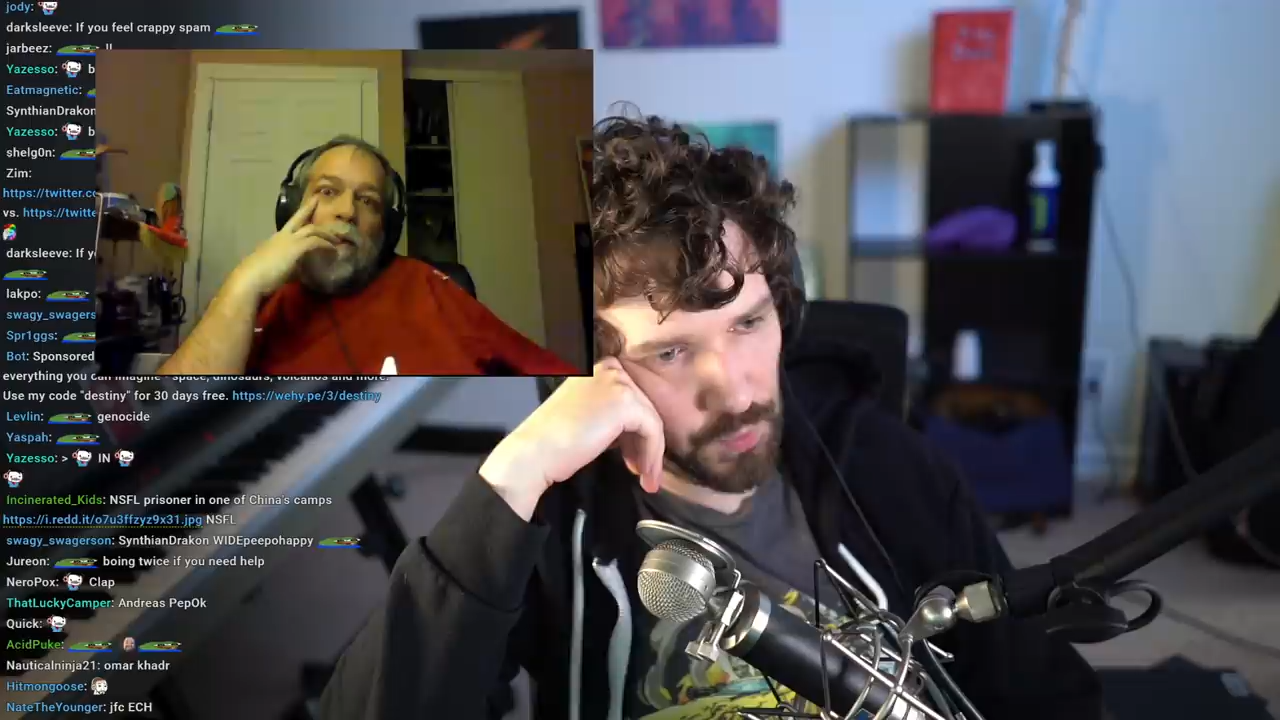 jody:
darksleeve: If you feel crappy spam
jarbeez: !!
Yazesso: b
Eatmagnetic:
SynthianDrakon
Yazesso: b
shelg0n:
Zim:
https://twitter.co
vs. https://twitte
darksleeve: If y
lakpo:
swagy_swagers
Spr1ggs:
Bot: Sponsored
everything you can imagine - space, dinosaurs, volcanos and more.
Use my code "destiny" for 30 days free. https://wehy.pe/3/destiny
Levlin: genocide
Yaspah:
Yazesso: > IN
Incinerated_Kids: NSFL prisoner in one of China's camps
https://i.redd.it/o7u3ffzyz9x31.jpg NSFL
swagy_swagerson: SynthianDrakon WIDEpeepohappy
Jureon: boing twice if you need help
NeroPox: Clap
ThatLuckyCamper: Andreas PepOk
Quick:
AcidPuke:
Nauticalninja21: omar khadr
Hitmongoose:
NateTheYounger: jfc ECH